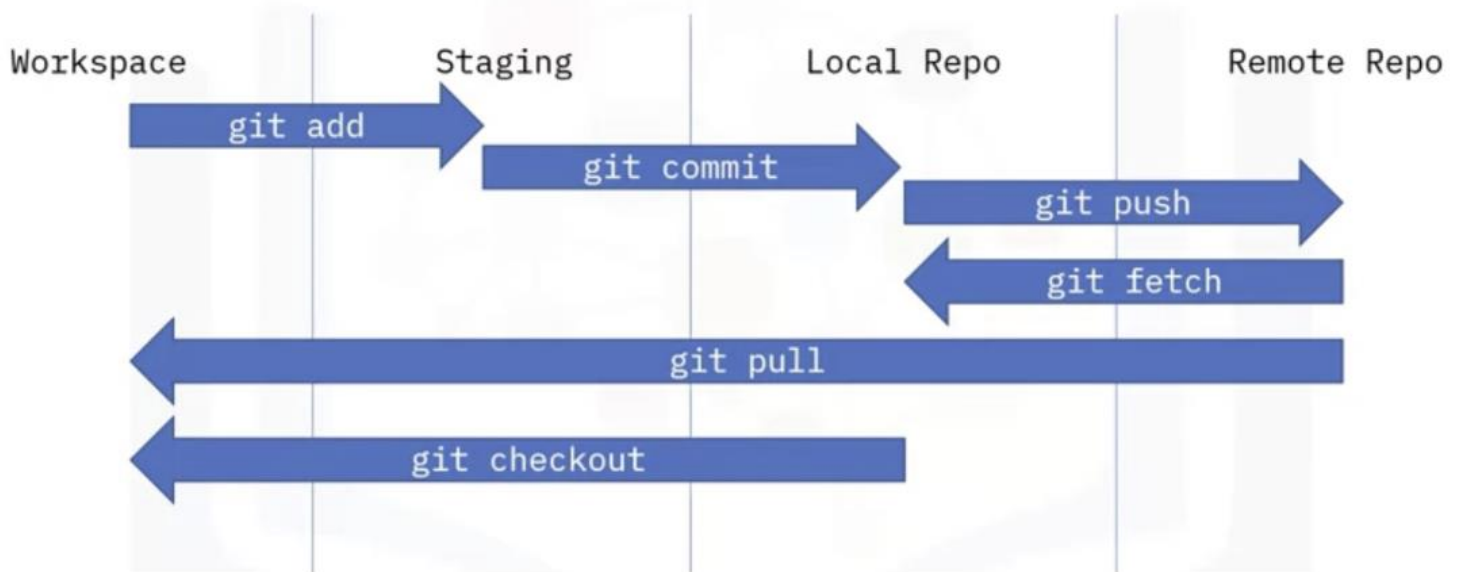 Workspace Staging Local Repo Remote Repo
git add
git commit
git push
git fetch
git pull
git checkout